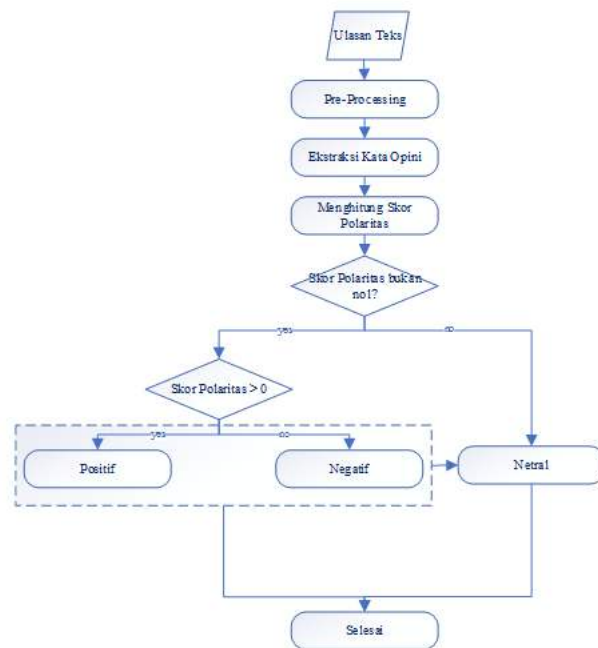 Ulasan Teks
Pre-Processing
Ekstraksi Kata Opini
Menghitung Skor
Polaritas
Skor Polaritas bukan
nol?
yes
no
Skor Polaritas > 0
yes
no
Positif
Negatif
Netral
Selesai